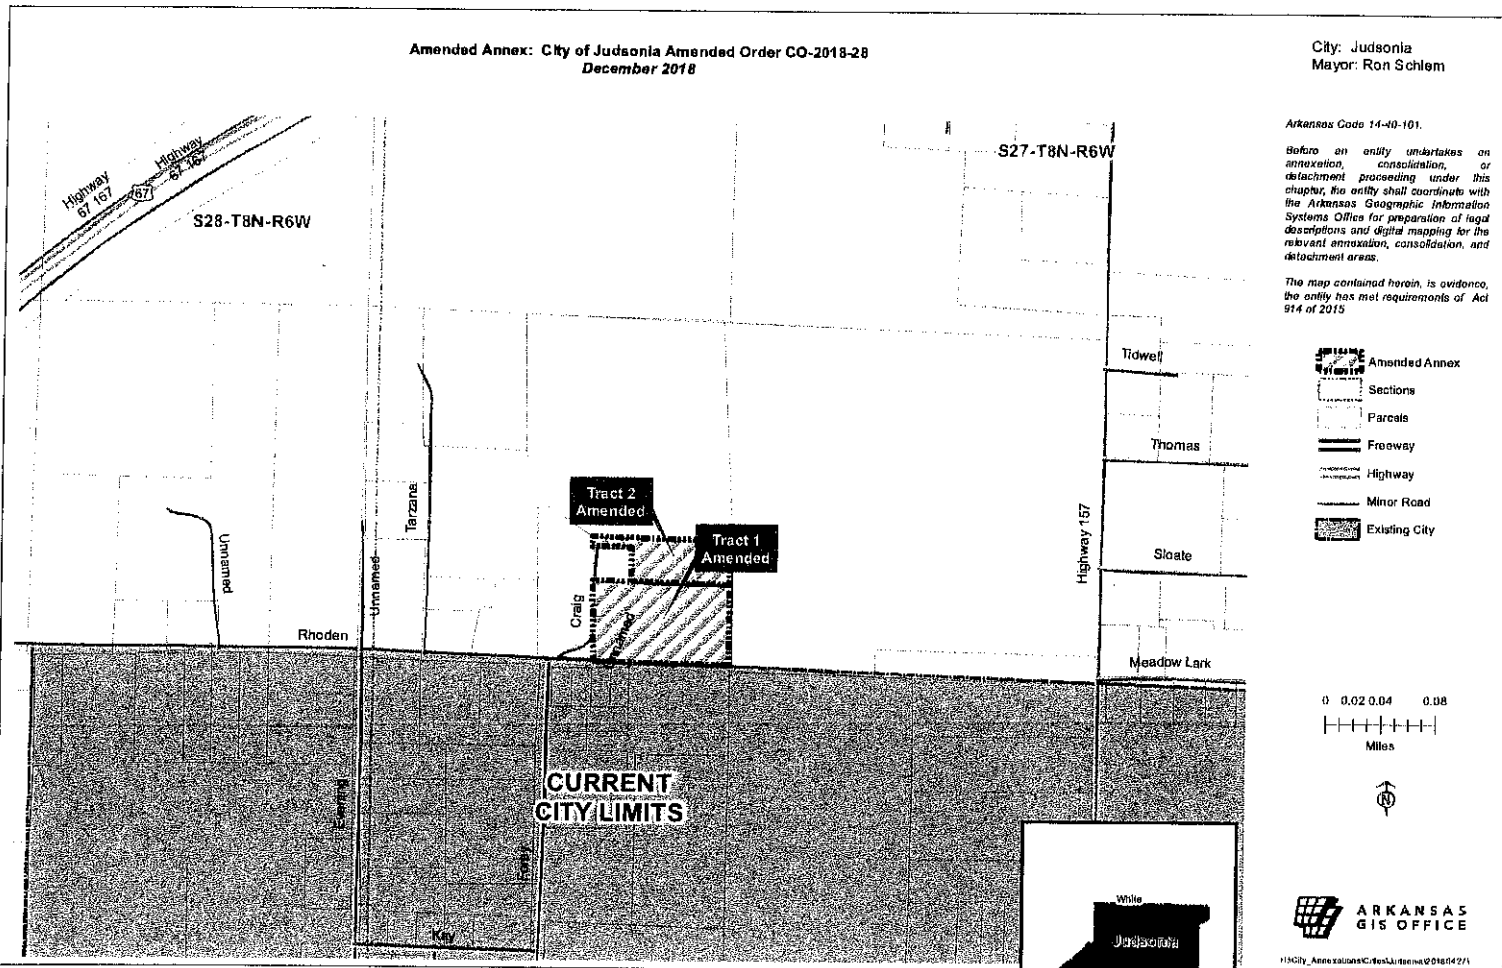 Amended Annex: City of Judsonia Amended Order CO-2018-28
December 2018
City: Judsonia
Mayor: Ron Schlem
Arkansas Code 14-40-101.
Before an entity undertakes an
annexation, consolidation, or
detachment proceeding under this
chapter, the entity shall coordinate with
the Arkansas Geographic Information
Systems Office for preparation of legal
descriptions and digital mapping for the
relevant annexation, consolidation, and
detachment areas.
The map contained herein, is evidence,
the entity has met requirements of Act
914 of 2015
Amended Annex
Sections
Parcels
Freeway
Highway
Minor Road
Existing City
0 0.02 0.04 0.08
Miles
N
ARKANSAS
GIS OFFICE
Highway
67 167
67
Highway
67 167
S28-T8N-R6W
S27-T8N-R6W
Tidwell
Thomas
Sloate
Meadow Lark
Highway 157
Tarzana
Unnamed
Unnamed
Rhoden
Craig
Unnamed
Tract 2
Amended
Tract 1
Amended
CURRENT
CITY LIMITS
Kay
White
Judsonia